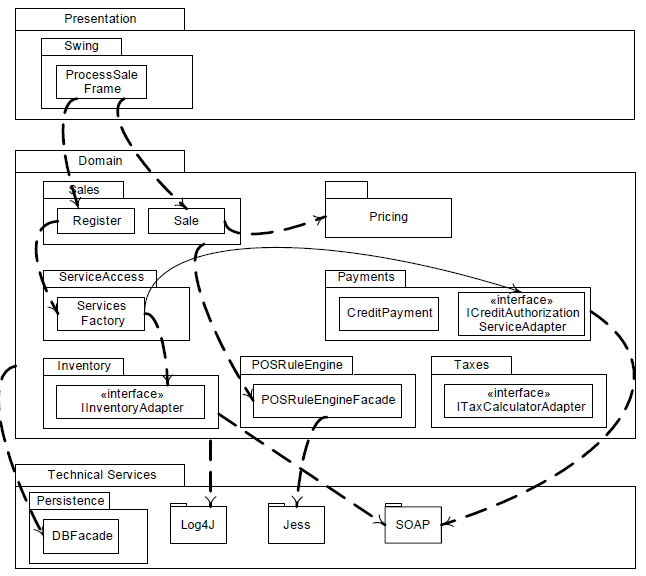 Presentation
Swing
ProcessSale
Frame
Domain
Sales
Register
Sale
Pricing
ServiceAccess
Services
Factory
Payments
CreditPayment
«interface»
ICreditAuthorization
ServiceAdapter
Inventory
«interface»
IInventoryAdapter
POSRuleEngine
POSRuleEngineFacade
Taxes
«interface»
ITaxCalculatorAdapter
Technical Services
Persistence
DBFacade
Log4J
Jess
SOAP